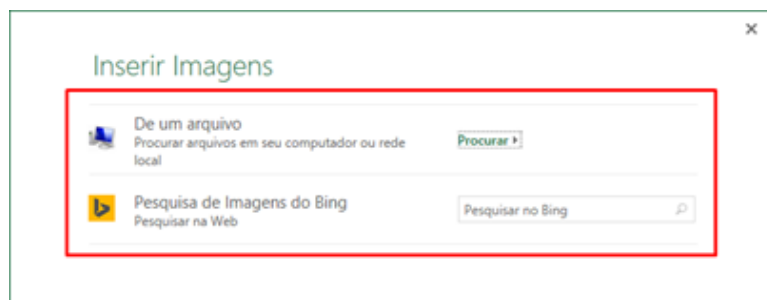 Inserir Imagens
De um arquivo
Procurar arquivos em seu computador ou rede
local
Procurar
Pesquisa de Imagens do Bing
Pesquisar na Web
Pesquisar no Bing